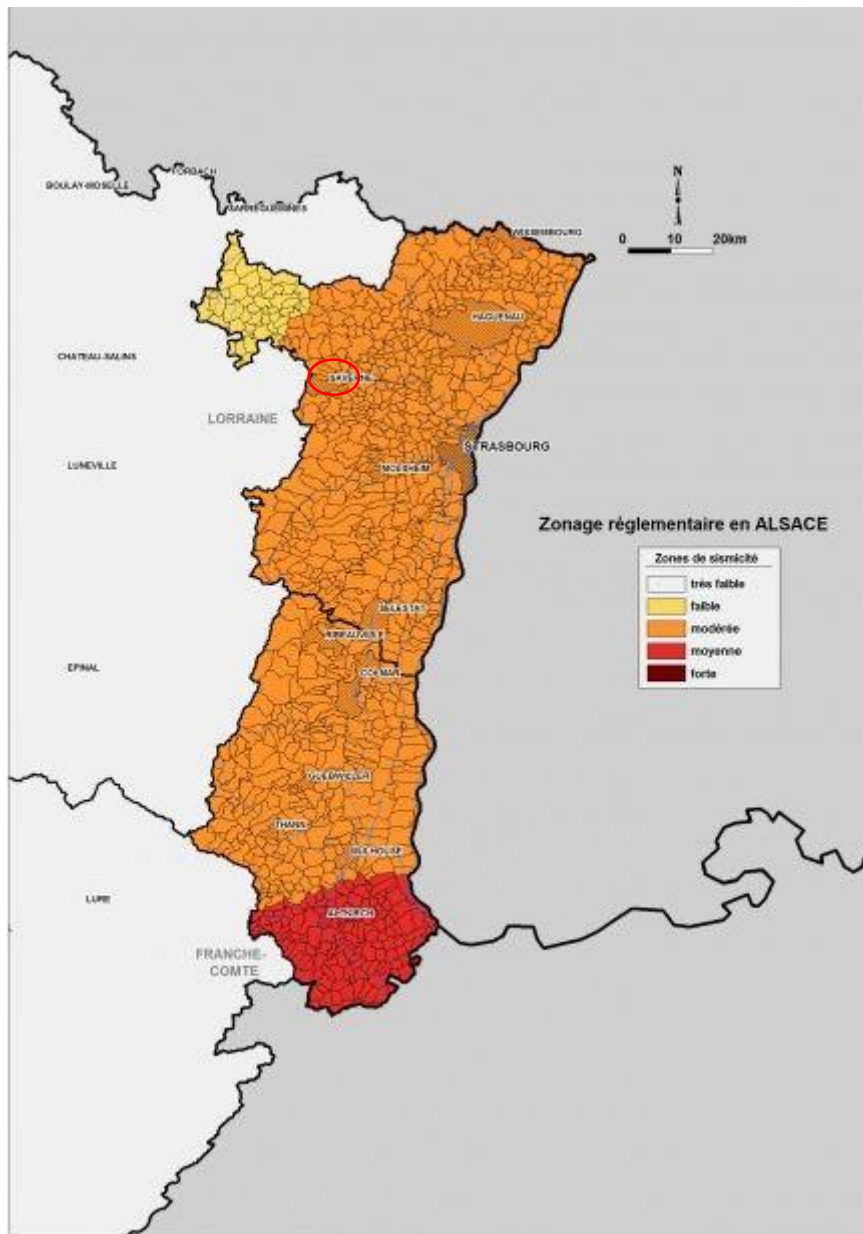 BOULAY-MOSELLE
FORBACH
SARREGUEMINES
WISSEMBOURG
N
0 10 20km
HAGUENAU
CHATEAU-SALINS
SAVERNE
LORRAINE
STRASBOURG
LUNEVILLE
MOLSHEIM
Zonage réglementaire en ALSACE
Zones de sismicité
très faible
faible
modérée
moyenne
forte
SELESTAT
RIBEAUVILLE
EPINAL
COLMAR
GUEBWILLER
THANN
MULHOUSE
LURE
ALTKIRCH
FRANCHE-
COMTE